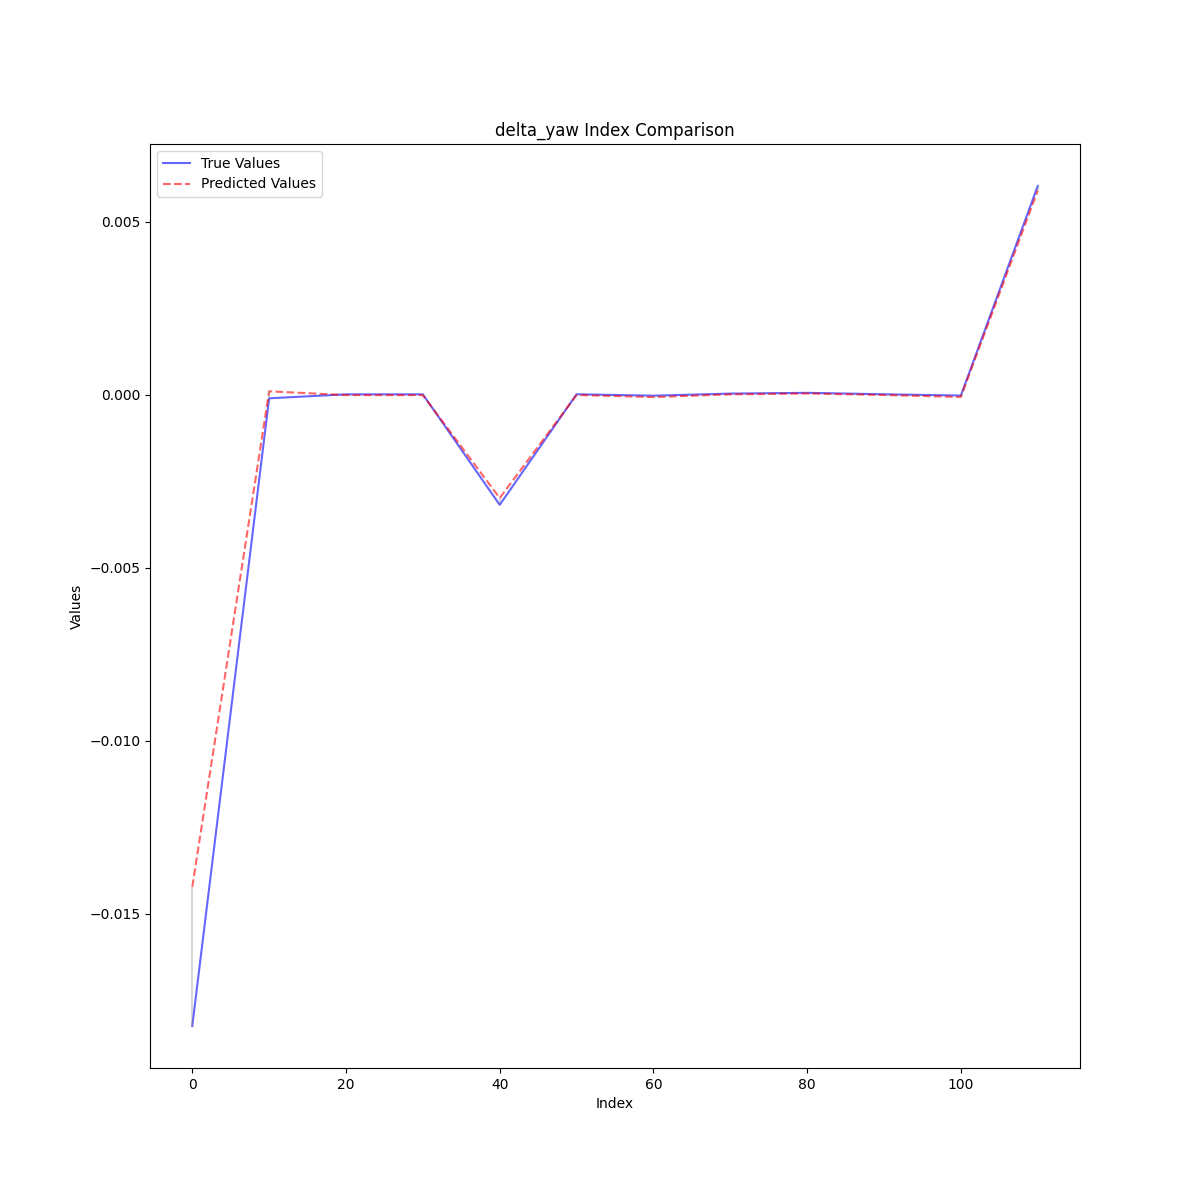 delta_yaw Index Comparison
True Values
Predicted Values
0.005
0.000
−0.005
−0.010
−0.015
Values
0 20 40 60 80 100
Index